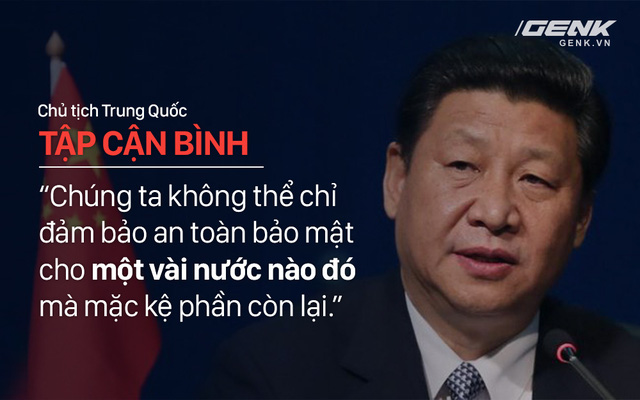 GENK
GENK.VN
Chủ tịch Trung Quốc
TẬP CẬN BÌNH
“Chúng ta không thể chỉ
đảm bảo an toàn bảo mật
cho một vài nước nào đó
mà mặc kệ phần còn lại.”